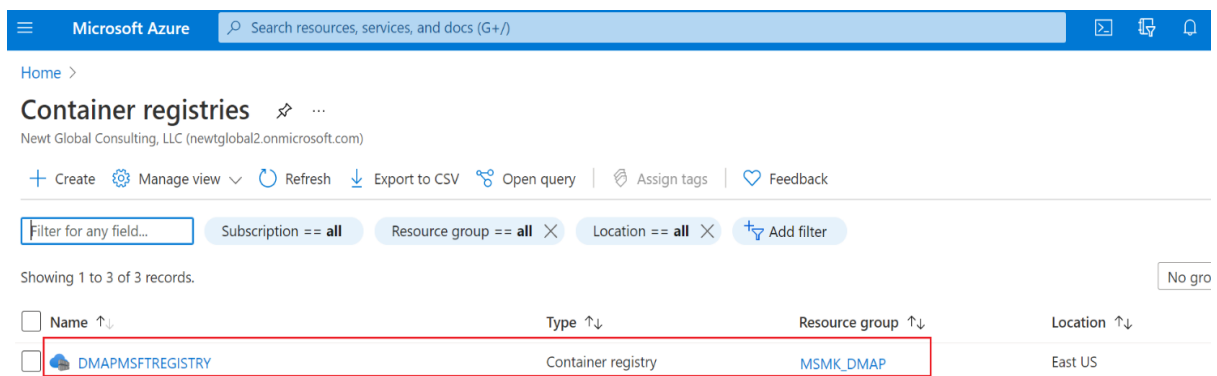 Microsoft Azure Search resources, services, and docs (G+/)
Home >
Container registries ...
Newt Global Consulting, LLC (newtglobal2.onmicrosoft.com)
+ Create Manage view Refresh Export to CSV Open query Assign tags Feedback
Filter for any field... Subscription == all Resource group == all Location == all Add filter
Showing 1 to 3 of 3 records. No gro
Name ↑↓ Type ↑↓ Resource group ↑↓ Location ↑↓
DMAPMSFTREGISTRY Container registry MSMK_DMAP East US